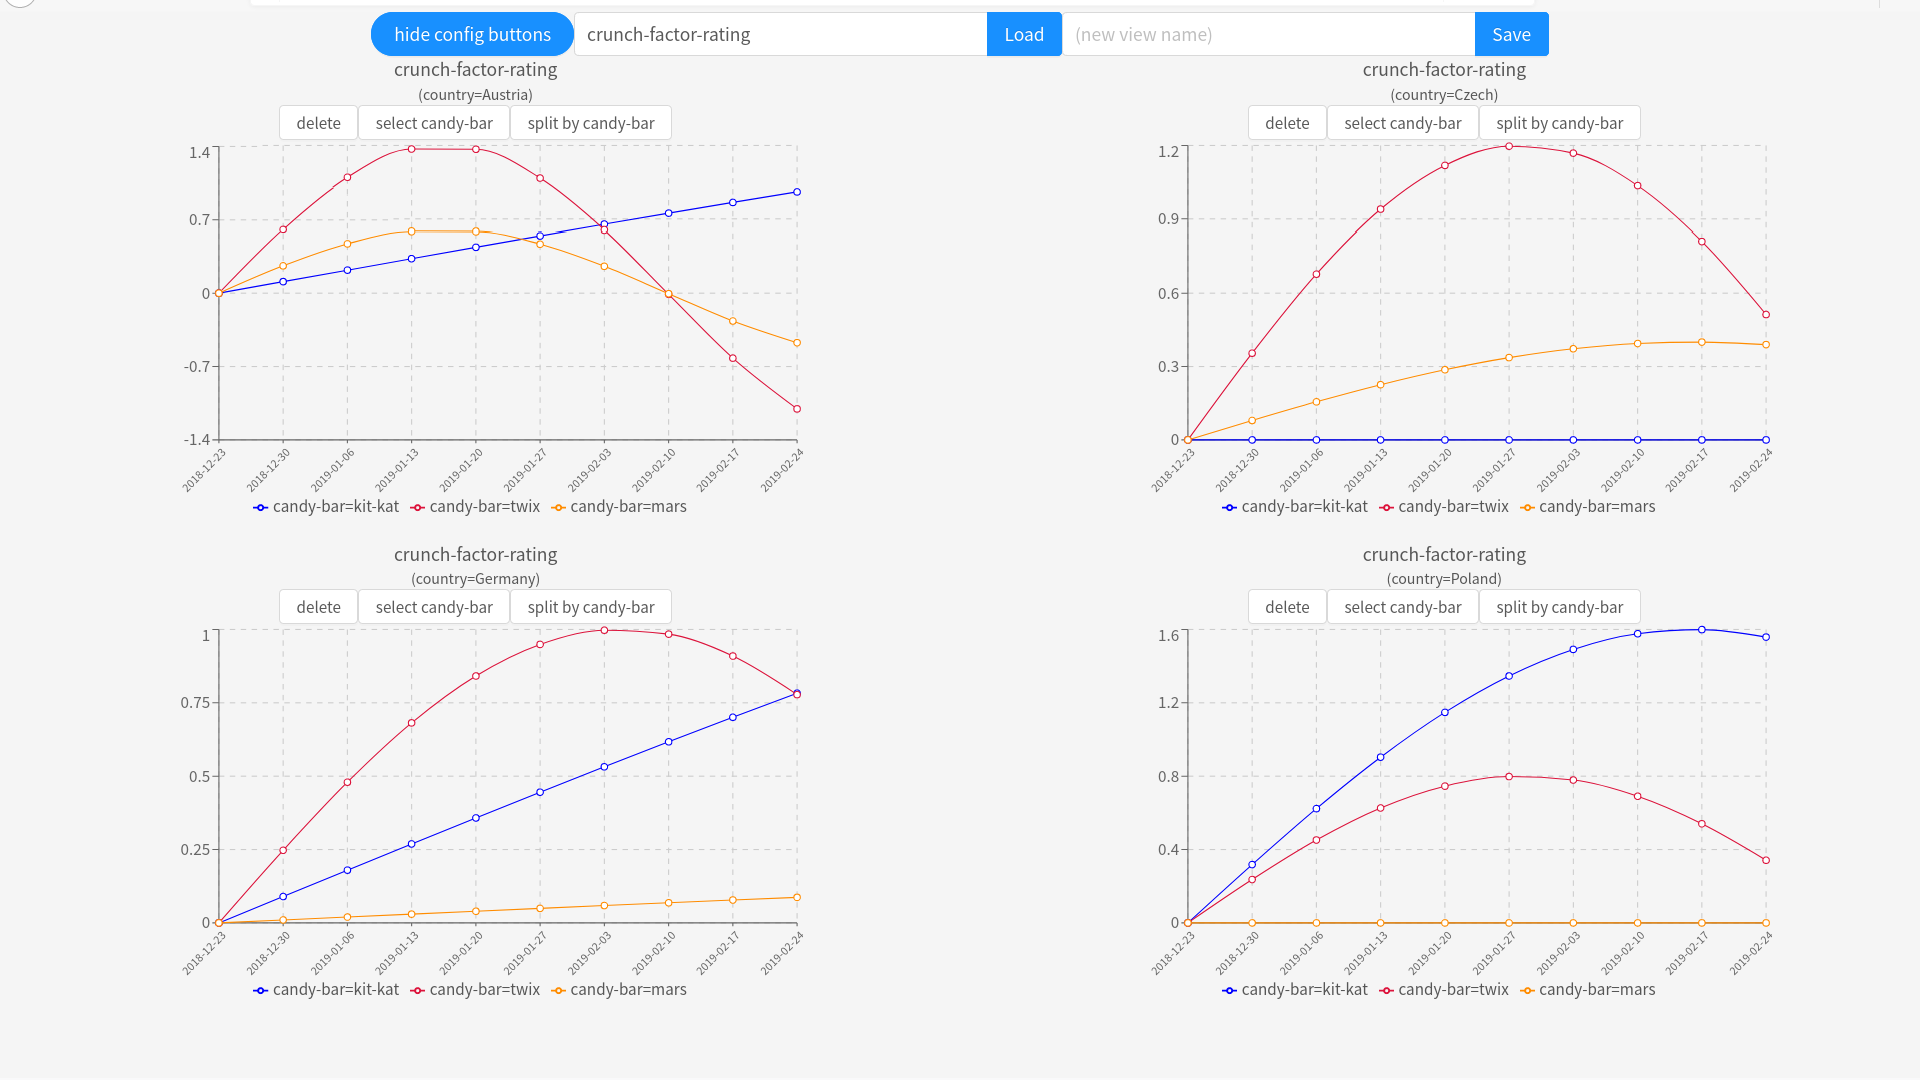 hide config buttons crunch-factor-rating Load (new view name) Save
crunch-factor-rating
(country=Austria)
delete select candy-bar split by candy-bar
1.4
0.7
0
-0.7
-1.4
2018-12-23 2018-12-30 2019-01-06 2019-01-13 2019-01-20 2019-01-27 2019-02-03 2019-02-10 2019-02-17 2019-02-24
candy-bar=kit-kat candy-bar=twix candy-bar=mars
crunch-factor-rating
(country=Czech)
delete select candy-bar split by candy-bar
1.2
0.9
0.6
0.3
0
2018-12-23 2018-12-30 2019-01-06 2019-01-13 2019-01-20 2019-01-27 2019-02-03 2019-02-10 2019-02-17 2019-02-24
candy-bar=kit-kat candy-bar=twix candy-bar=mars
crunch-factor-rating
(country=Germany)
delete select candy-bar split by candy-bar
1
0.75
0.5
0.25
0
2018-12-23 2018-12-30 2019-01-06 2019-01-13 2019-01-20 2019-01-27 2019-02-03 2019-02-10 2019-02-17 2019-02-24
candy-bar=kit-kat candy-bar=twix candy-bar=mars
crunch-factor-rating
(country=Poland)
delete select candy-bar split by candy-bar
1.6
1.2
0.8
0.4
0
2018-12-23 2018-12-30 2019-01-06 2019-01-13 2019-01-20 2019-01-27 2019-02-03 2019-02-10 2019-02-17 2019-02-24
candy-bar=kit-kat candy-bar=twix candy-bar=mars